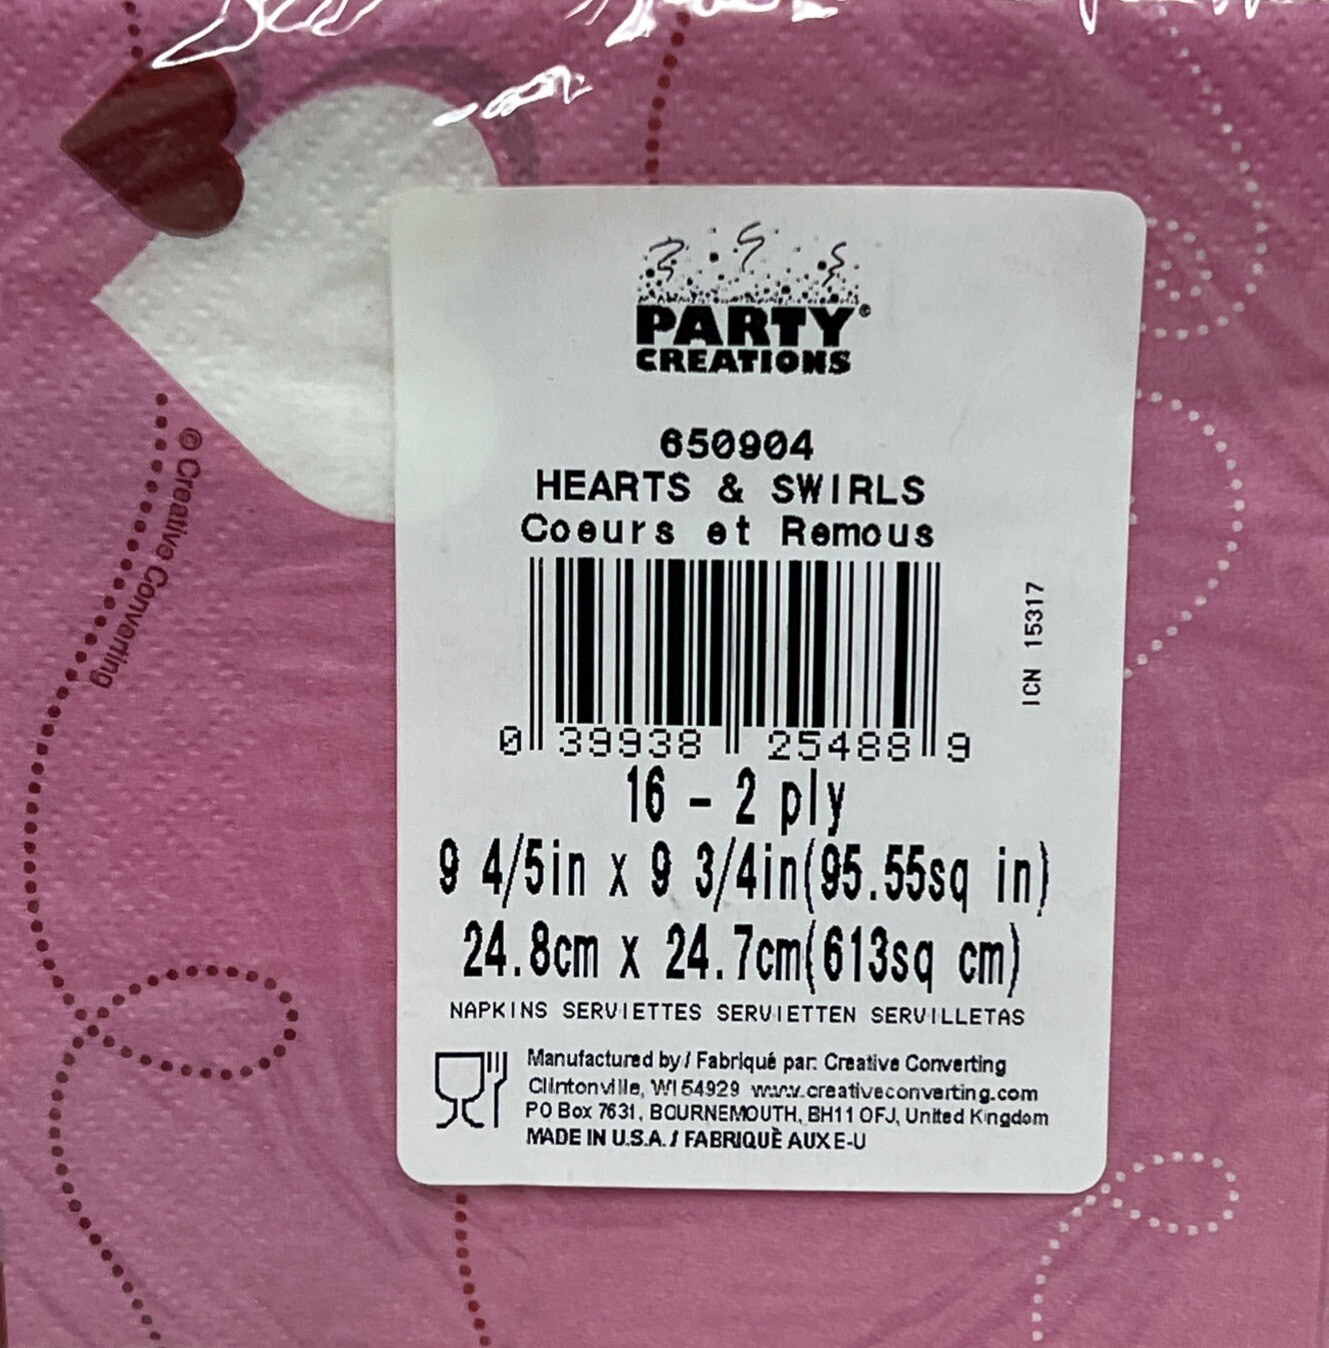 PARTY®
CREATIONS
650904
HEARTS & SWIRLS
Coeurs et Remous
ICN 15317
0 39938 25488 9
16 - 2 ply
9 4/5in x 9 3/4in(95.55sq in)
24.8cm x 24.7cm(613sq cm)
NAPKINS SERVIETTES SERVIETTEN SERVILLETAS
Manufactured by / Fabriqué par: Creative Converting
Clintonville, WI 54929 www.creativeconverting.com
PO Box 7631, BOURNEMOUTH, BH11 OFJ, United Kingdom
MADE IN U.S.A. / FABRIQUÈ AUX E-U
© Creative Converting